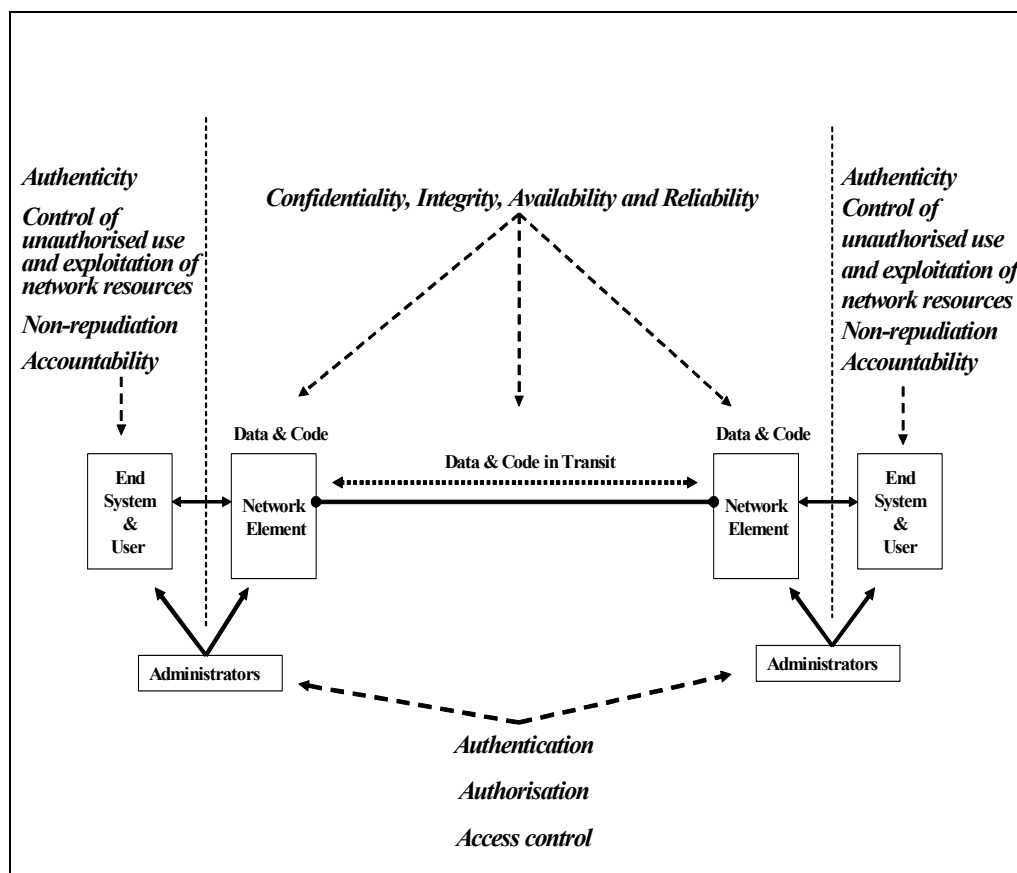 Authenticity
Control of
unauthorised use
and exploitation of
network resources
Non-repudiation
Accountability
Confidentiality, Integrity, Availability and Reliability
Authenticity
Control of
unauthorised use
and exploitation of
network resources
Non-repudiation
Accountability
Data & Code
Data & Code
Data & Code in Transit
End
System
&
User
Network
Element
Network
Element
End
System
&
User
Administrators
Administrators
Authentication
Authorisation
Access control